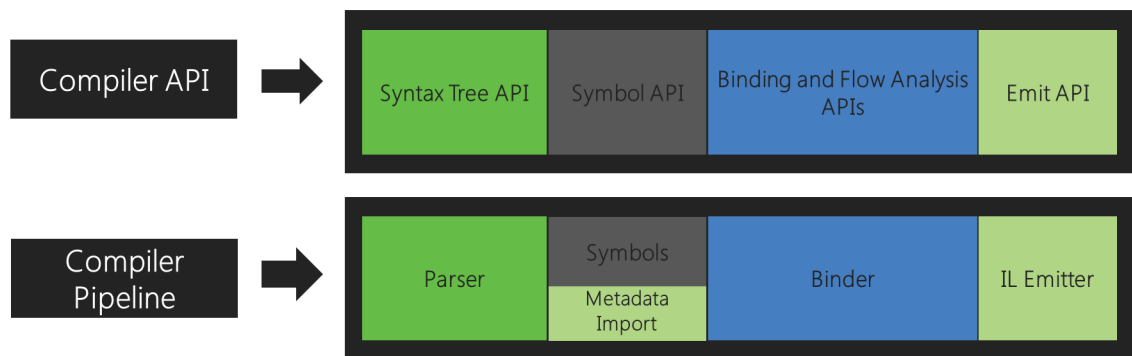 Compiler API
Syntax Tree API
Symbol API
Binding and Flow Analysis
APIs
Emit API
Compiler
Pipeline
Parser
Symbols
Metadata
Import
Binder
IL Emitter